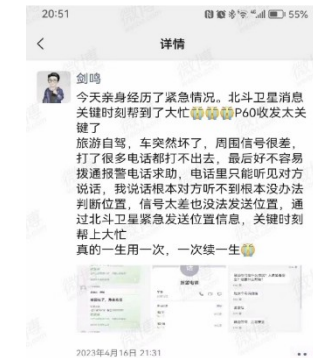 20:51
55%
详情
剑鸣
今天亲身经历了紧急情况。北斗卫星消息
关键时刻帮到了大忙😭😭😭P60收发太关
键了
旅游自驾,车突然坏了,周围信号很差,
打了很多电话都打不出去,最后好不容易
拨通报警电话求助,电话里只能听见对方
说话,我说话根本对方听不到根本没办法
判断位置,信号太差也没法发送位置,通
过北斗卫星紧急发送位置信息,关键时刻
帮上大忙
真的一生用一次,一次续一生😭
2023年4月16日 21:31